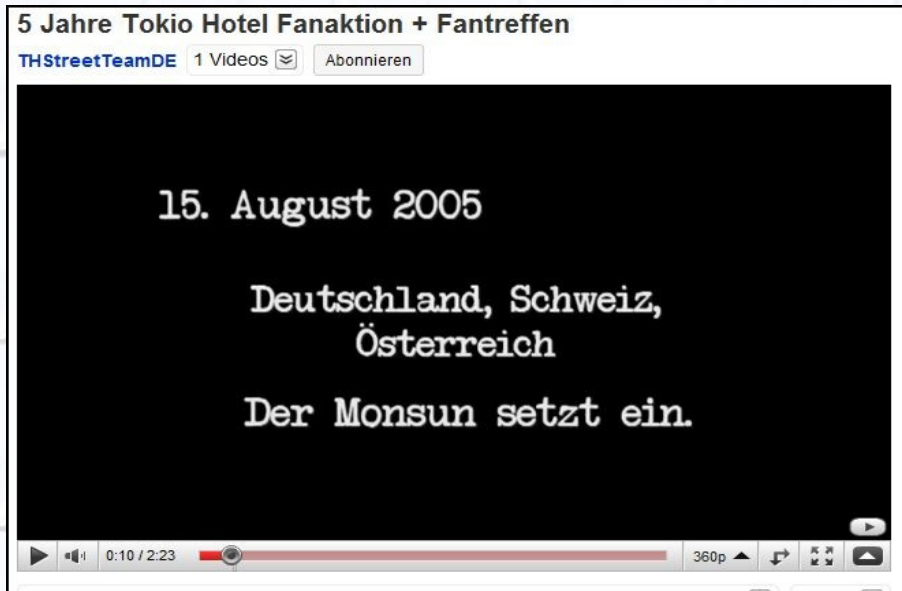 5 Jahre Tokio Hotel Fanaktion + Fantreffen
THStreetTeamDE 1 Videos Abonnieren
15. August 2005
Deutschland, Schweiz,
Österreich
Der Monsun setzt ein.
0:10 / 2:23 360p